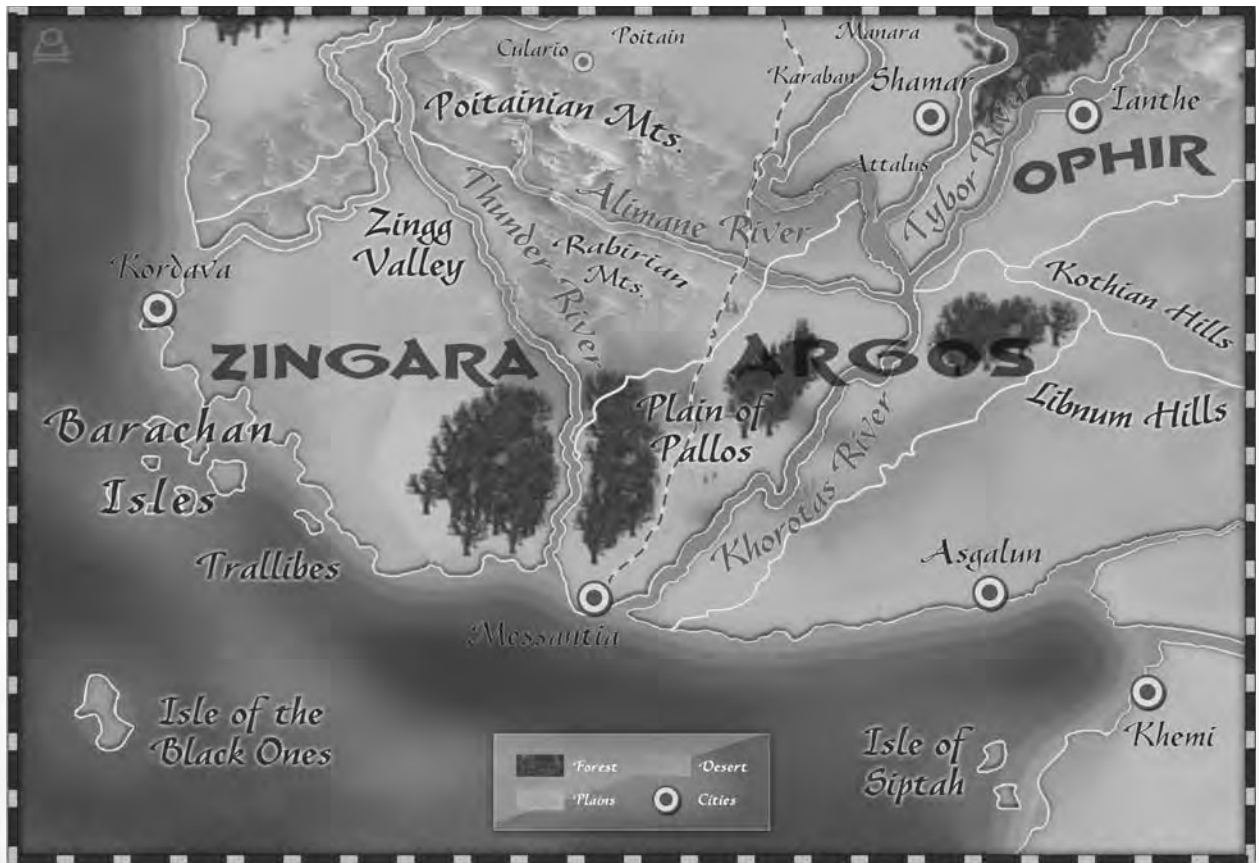 Culario
Poitain
Manara
Karaban
Shamar
Ianthe
Poitainian Mts.
OPHIR
Attalus
Tybor River
Alimane River
Thunder River
Zingg
Valley
Rabirian
Mts.
Kordava
Kothian Hills
ZINGARA
ARGOS
Libnum Hills
Plain of
Pallos
Barachan
Isles
Khorotas River
Trallibes
Asgalun
Messantia
Isle of the
Black Ones
Khemi
Isle of
Siptah
Forest
Desert
Plains
Cities